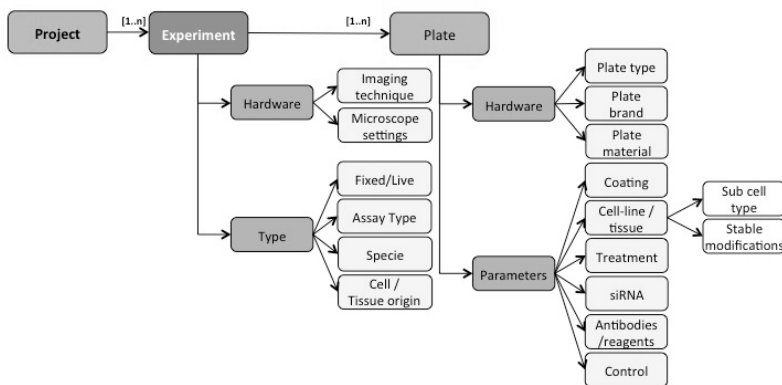 [1..n]
[1..n]
Project
Experiment
Plate
Hardware
Imaging
technique
Microscope
settings
Type
Fixed/Live
Assay Type
Specie
Cell /
Tissue origin
Hardware
Plate type
Plate
brand
Plate
material
Parameters
Coating
Cell-line /
tissue
Sub cell
type
Stable
modifications
Treatment
siRNA
Antibodies
/reagents
Control